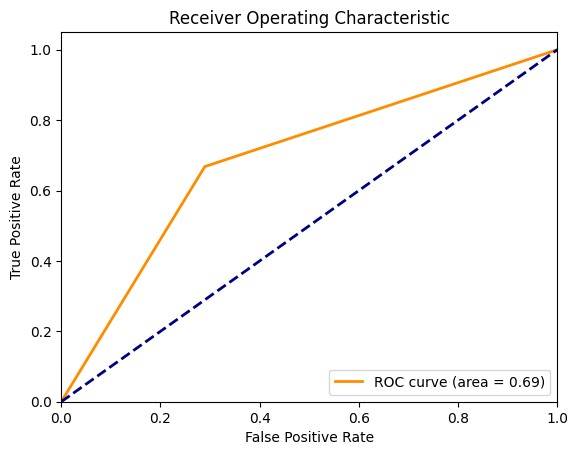 Receiver Operating Characteristic
True Positive Rate
1.0
0.8
0.6
0.4
0.2
0.0
ROC curve (area = 0.69)
0.0 0.2 0.4 0.6 0.8 1.0
False Positive Rate